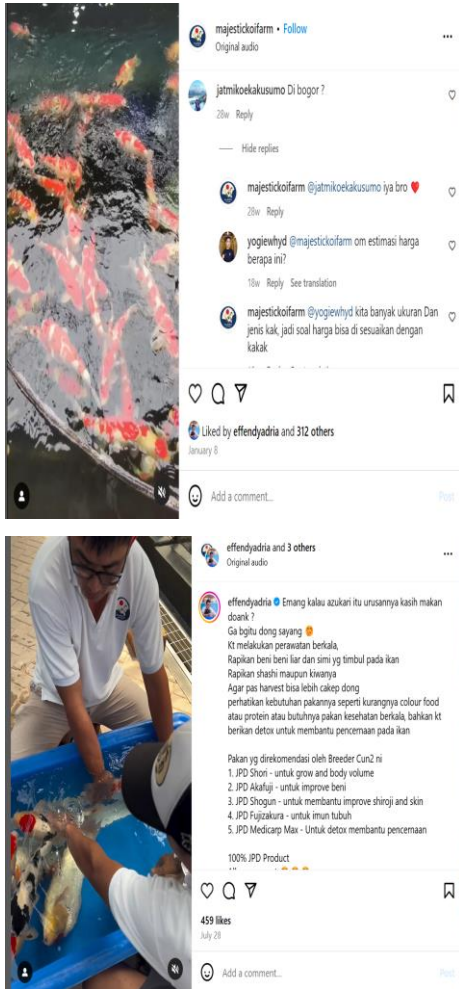 majestickoifarm • Follow
Original audio
jatmikoekakusumo Di bogor ?
28w Reply
Hide replies
majestickoifarm @jatmikoekakusumo iya bro ❤️
28w Reply
yogiewhyd @majestickoifarm om estimasi harga
berapa ini?
18w Reply See translation
majestickoifarm @yogiewhyd kita banyak ukuran Dan
jenis kak, jadi soal harga bisa di sesuaikan dengan
kakak
Liked by effendyadria and 312 others
January 8
Add a comment...
Post
effendyadria and 3 others
Original audio
effendyadria Emang kalau azukari itu urusannya kasih makan
doank ?
Ga bgitu dong sayang 😊
Kt melakukan perawatan berkala,
Rapikan beni beni liar dan simi yg timbul pada ikan
Rapikan shashi maupun kiwanya
Agar pas harvest bisa lebih cakep dong
perhatikan kebutuhan pakannya seperti kurangnya colour food
atau protein atau butuhnya pakan kesehatan berkala, bahkan kt
berikan detox untuk membantu pencernaan pada ikan
Pakan yg direkomendasi oleh Breeder Cun2 ni
1. JPD Shori - untuk grow and body volume
2. JPD Akafuji - untuk improve beni
3. JPD Shogun - untuk membantu improve shiroji and skin
4. JPD Fujizakura - untuk imun tubuh
5. JPD Medicarp Max - Untuk detox membantu pencernaan
100% JPD Product
459 likes
July 28
Add a comment...
Post